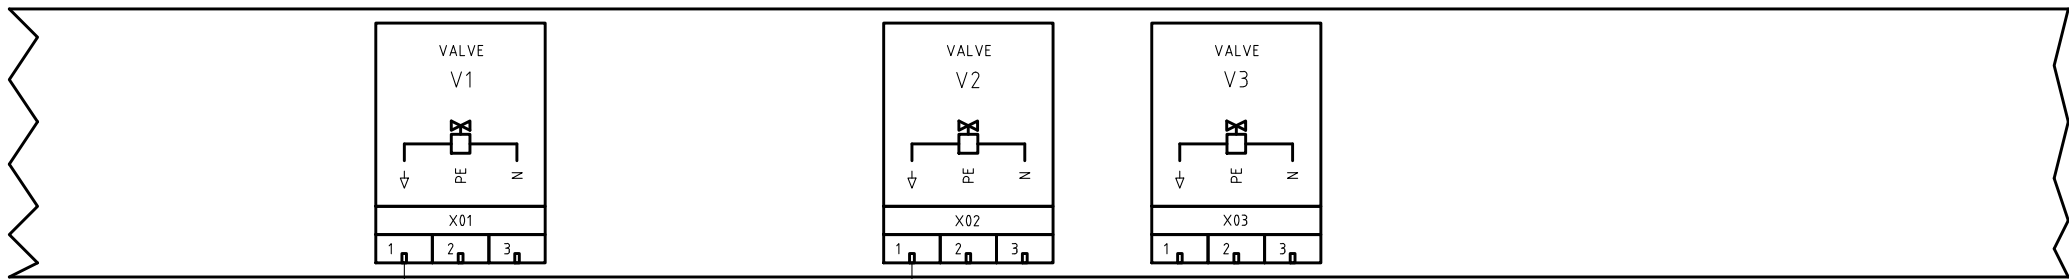 VALVE
V1
PE
N
X01
1 2 3
VALVE
V2
PE
N
X02
1 2 3
VALVE
V3
PE
N
X03
1 2 3